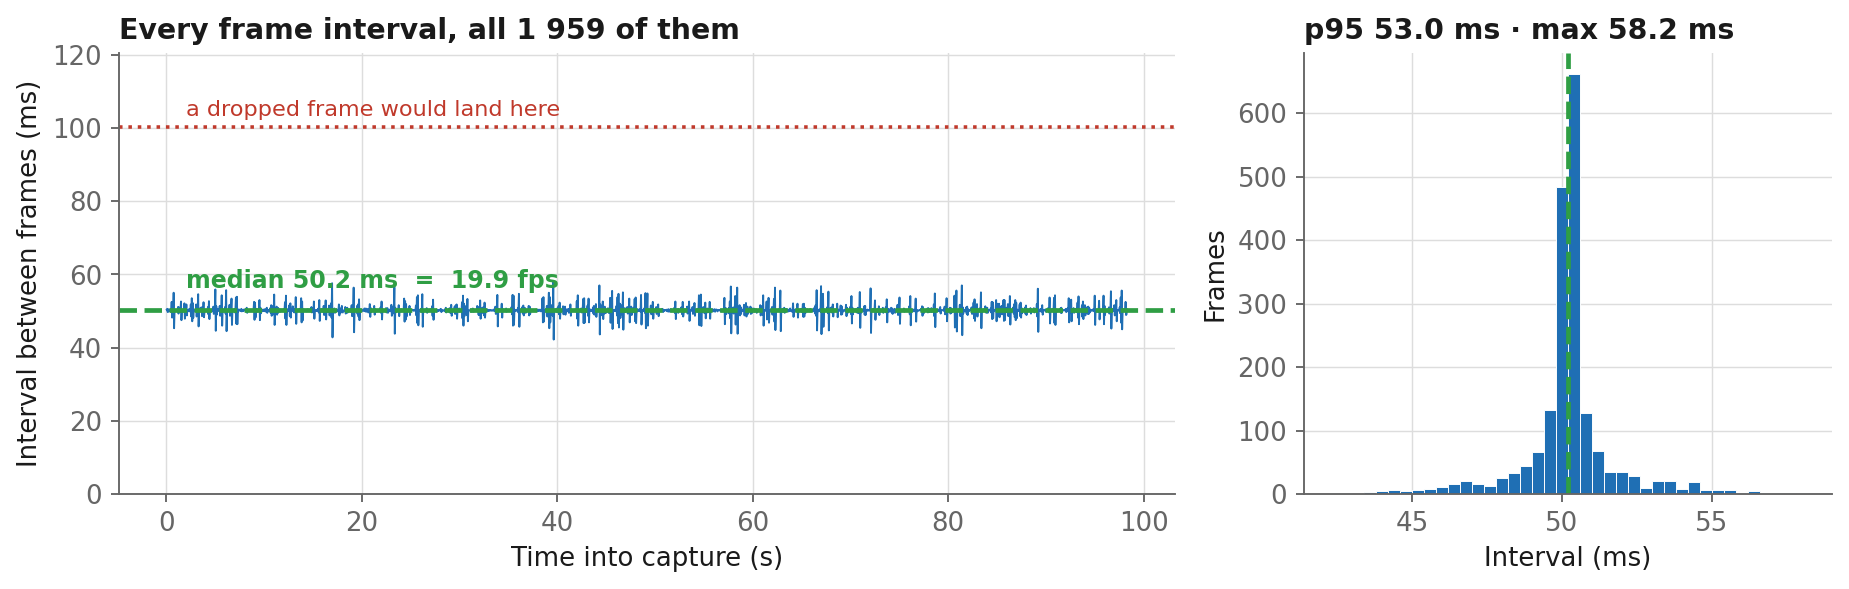 Every frame interval, all 1 959 of them
Interval between frames (ms)
120
100
80
60
40
20
0
a dropped frame would land here
median 50.2 ms = 19.9 fps
0 20 40 60 80 100
Time into capture (s)
p95 53.0 ms · max 58.2 ms
Frames
600
500
400
300
200
100
0
45 50 55
Interval (ms)